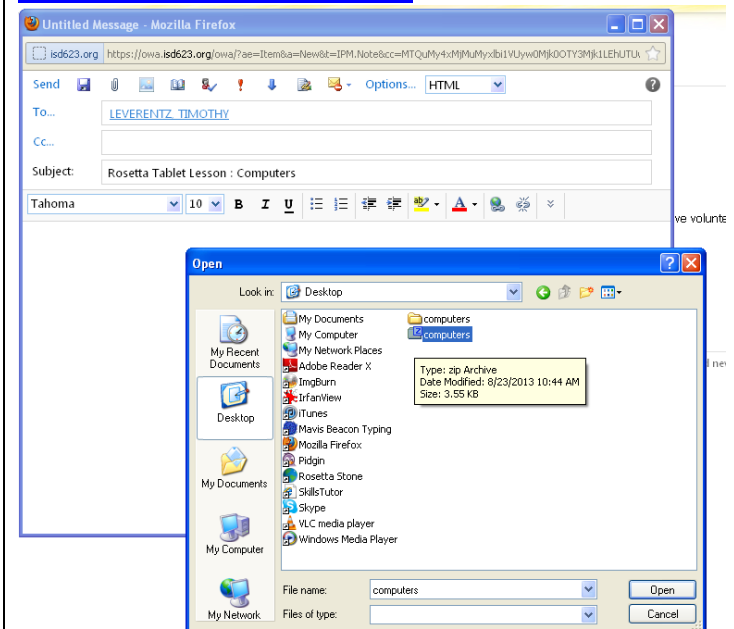 Untitled Message - Mozilla Firefox
isd623.org https://owa.isd623.org/owa/?ae=Item&a=New&t=IPM.Note&cc=
Send Options... HTML
To... LEVERENTZ, TIMOTHY
Cc...
Subject: Rosetta Tablet Lesson : Computers
Tahoma 10 B I U ab A
ve volunte
Open
Look in: Desktop
My Recent Documents
Desktop
My Documents
My Computer
My Network
My Documents
My Computer
My Network Places
Adobe Reader X
ImgBurn
IrfanView
iTunes
Mavis Beacon Typing
Mozilla Firefox
Pidgin
Rosetta Stone
SkillsTutor
Skype
VLC media player
Windows Media Player
computers
computers
Type: zip Archive
Date Modified: 8/23/2013 10:44 AM
Size: 3.55 KB
File name: computers Open
Files of type: Cancel